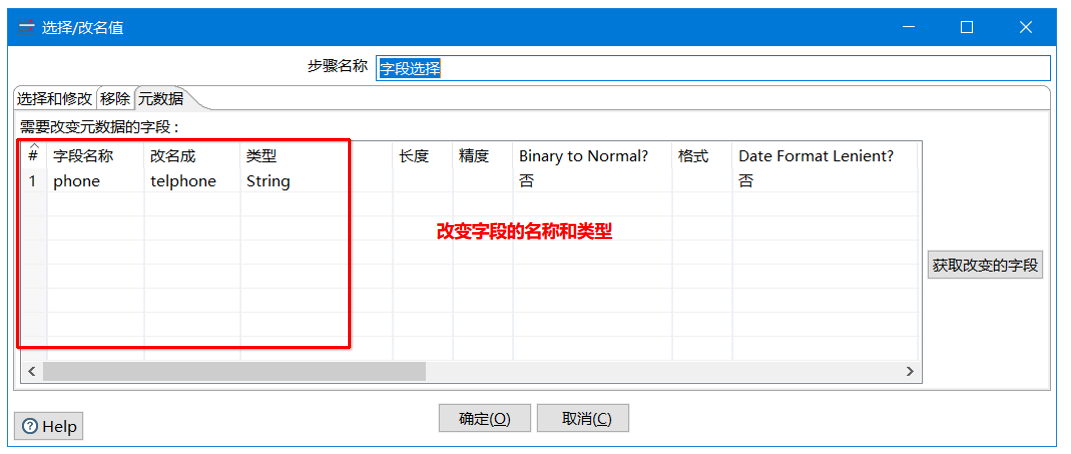 选择/改名值
步骤名称 字段选择
选择和修改 移除 元数据
需要改变元数据的字段：
# 字段名称 改名成 类型 长度 精度 Binary to Normal? 格式 Date Format Lenient?
1 phone telphone String 否 否
改变字段的名称和类型
获取改变的字段
Help 确定(O) 取消(C)